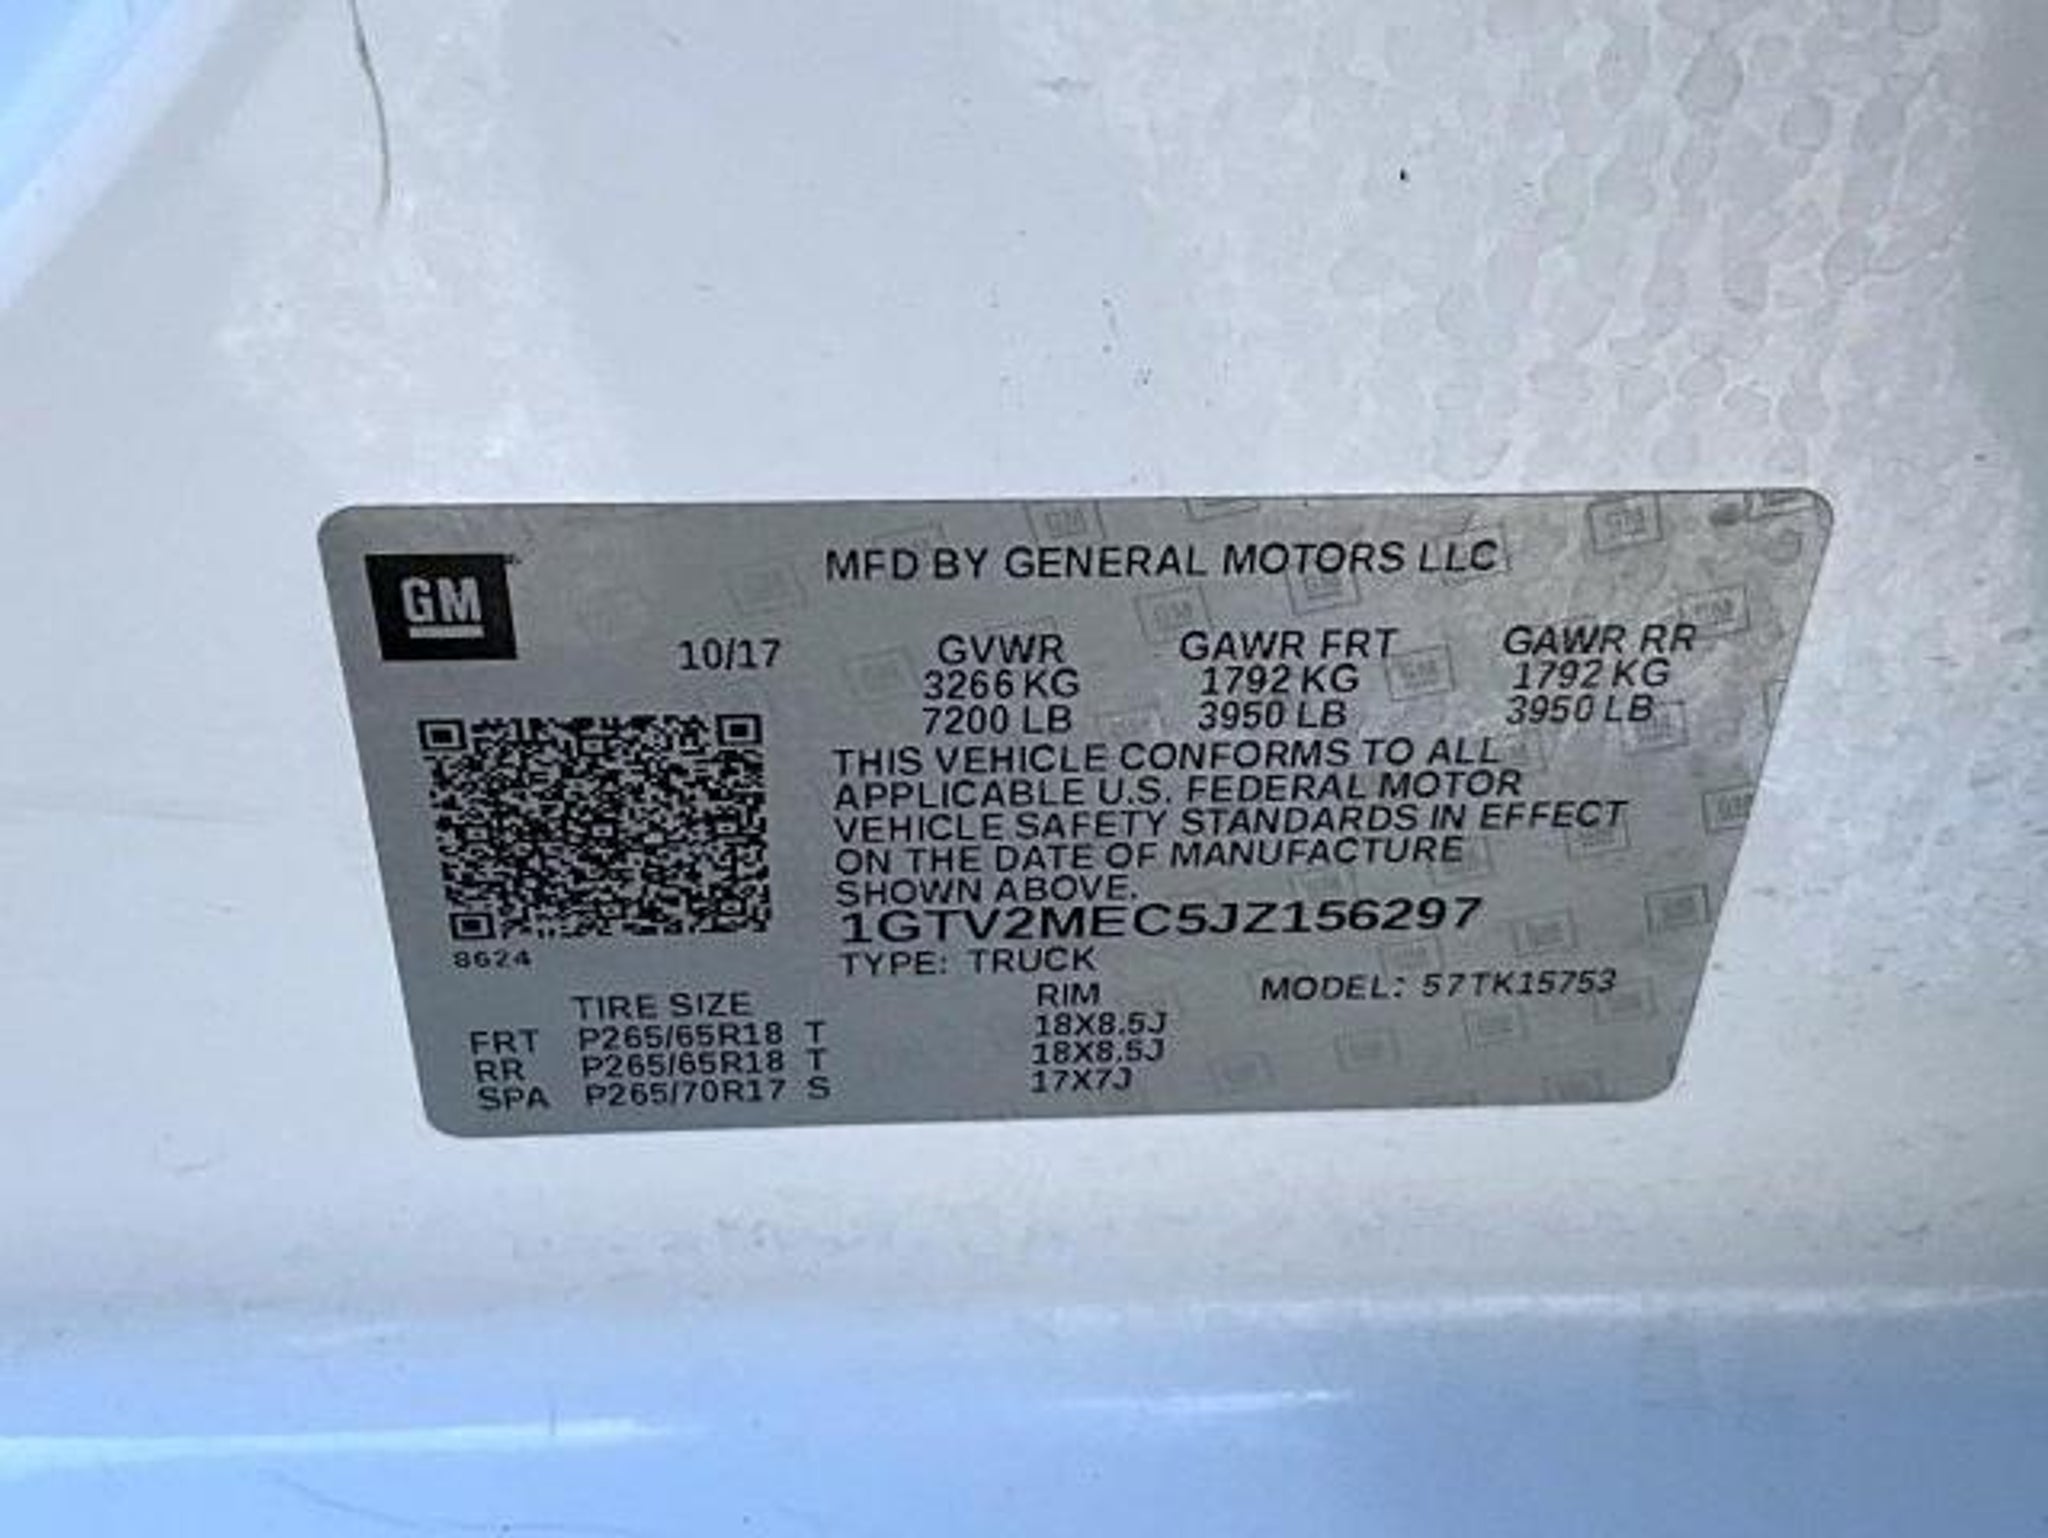 GM
MFD BY GENERAL MOTORS LLC
10/17 GVWR GAWR FRT GAWR RR
3266 KG 1792 KG 1792 KG
7200 LB 3950 LB 3950 LB
THIS VEHICLE CONFORMS TO ALL
APPLICABLE U.S. FEDERAL MOTOR
VEHICLE SAFETY STANDARDS IN EFFECT
ON THE DATE OF MANUFACTURE
SHOWN ABOVE.
1GTV2MEC5JZ156297
8624
TYPE: TRUCK
MODEL: 57TK15753
TIRE SIZE RIM
FRT P265/65R18 T 18X8.5J
RR P265/65R18 T 18X8.5J
SPA P265/70R17 S 17X7J